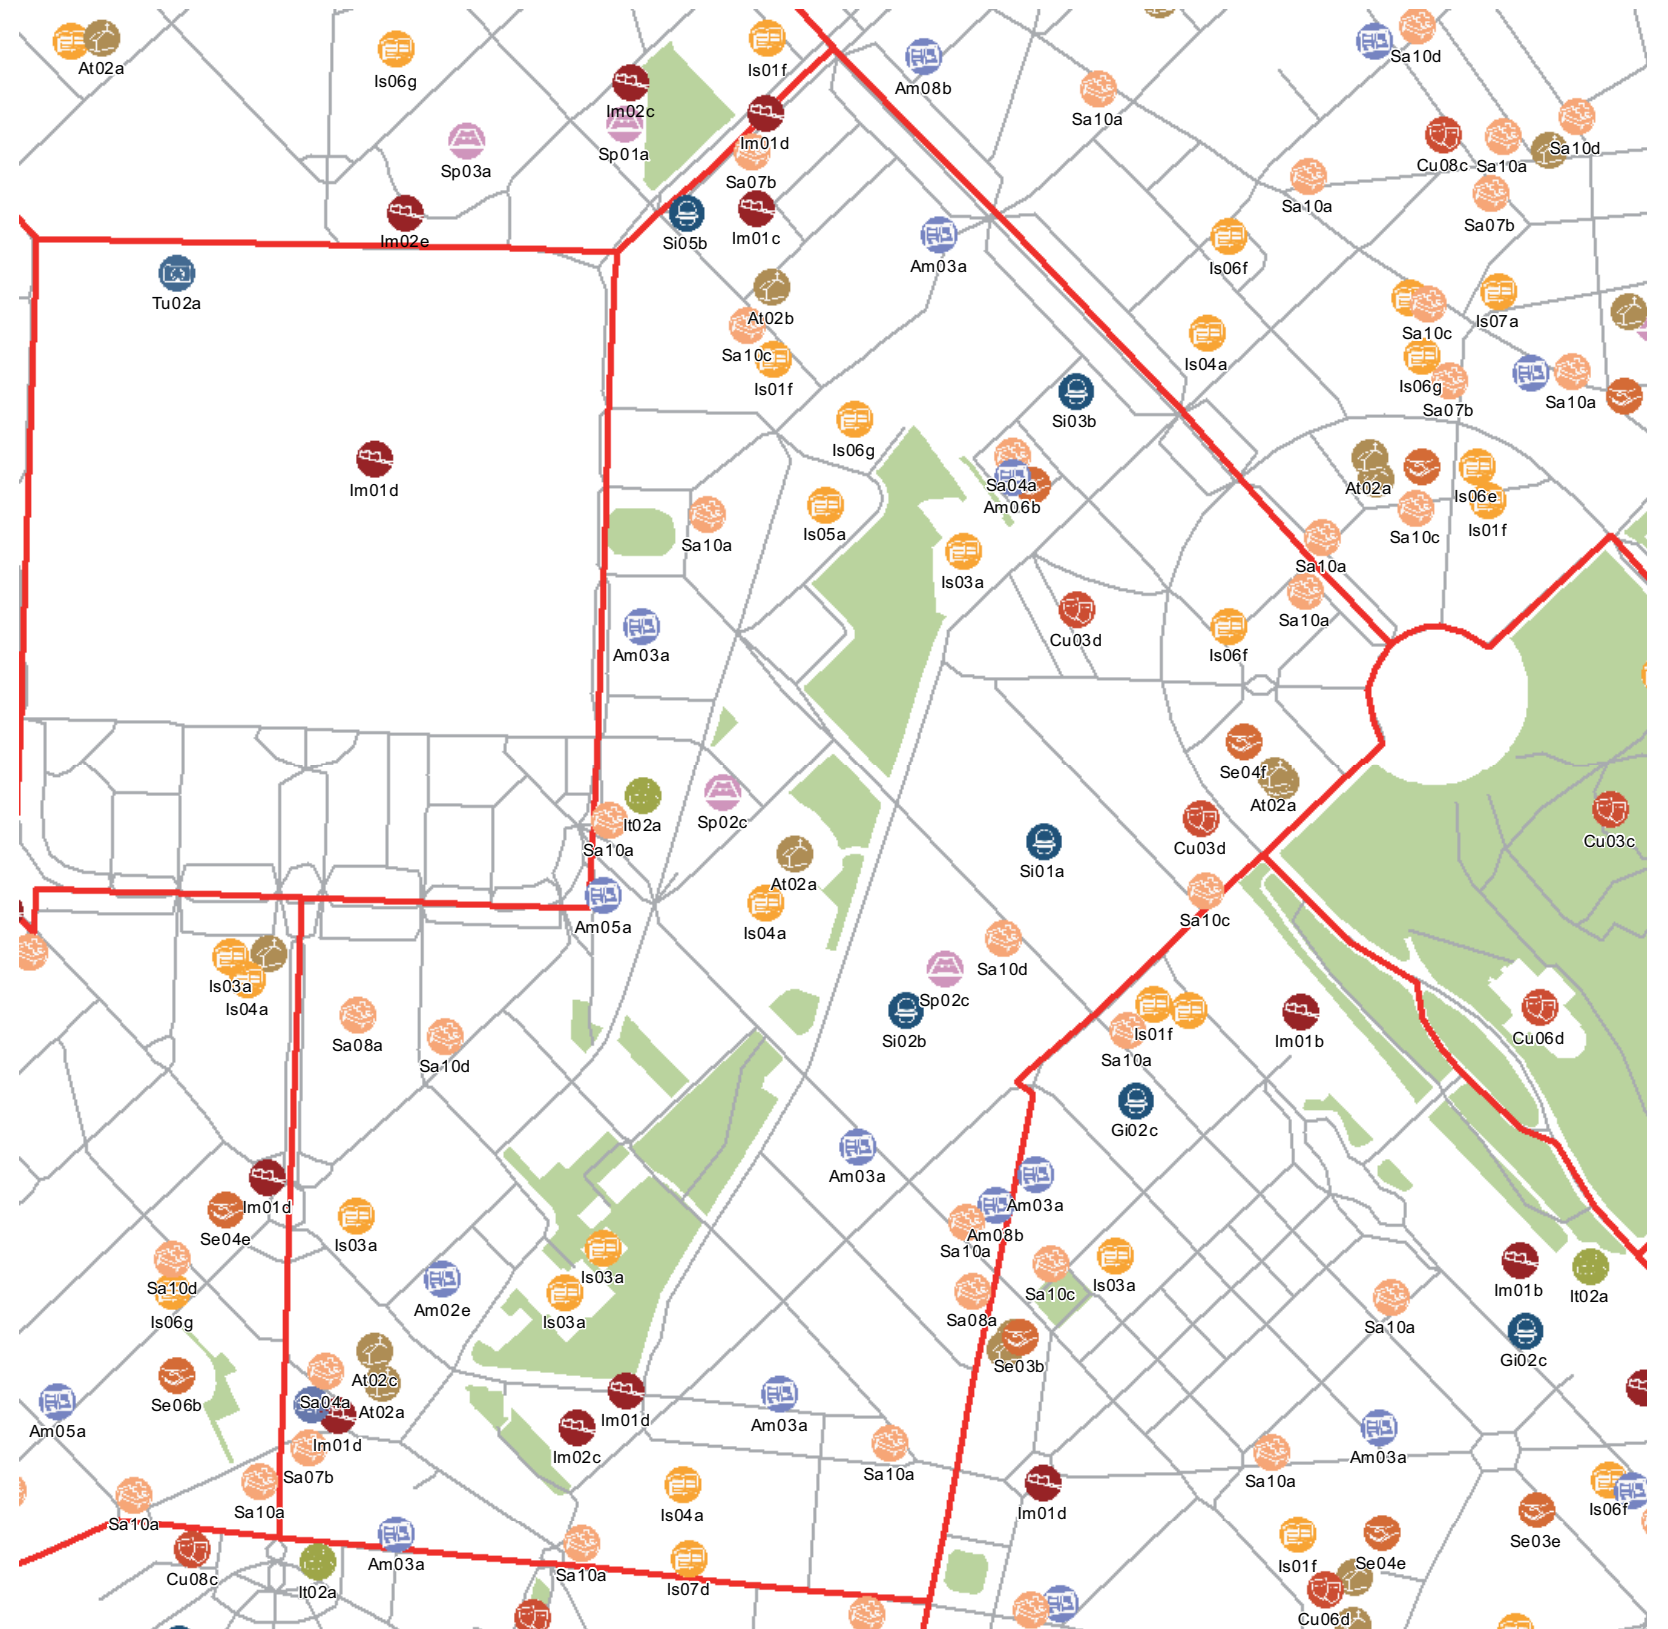 At02a
Is06g
Is01f
Am08b
Sa10d
Im02c
Sa10a
Im01d
Sp01a
Sp03a
Sa07b
Cu08c
Sa10a
Sa10d
Sa10a
Sa07b
Im02e
Si05b
Im01c
Am03a
Is06f
Tu02a
At02b
Is07a
Sa10c
Sa10c
Is04a
Is01f
Is06g
Sa10a
Sa07b
Si03b
Is06g
Im01d
Sa04a
At02a
Is06e
Am06b
Is01f
Is05a
Sa10a
Sa10c
Is03a
Sa10a
Sa10a
Cu03d
Am03a
Is06f
Se04f
At02a
It02a
Sp02c
Sa10a
Cu03d
Cu03c
Si01a
At02a
Is04a
Sa10c
Am05a
Sa10d
Is03a
Is04a
Sp02c
Sa08a
Si02b
Is01f
Im01b
Cu06d
Sa10d
Sa10a
Gi02c
Am03a
Im01d
Am03a
Se04e
Is03a
Am08b
Sa10a
Is03a
Sa10d
Is03a
Sa10c
Im01b
It02a
Am02e
Is06g
Is03a
Sa08a
Sa10a
Gi02c
Se03b
At02c
Se06b
Sa04a
At02a
Im01d
Am03a
Am05a
Im01d
Im02c
Am03a
Sa07b
Sa10a
Sa10a
Sa10a
Im01d
Is04a
Is06f
Sa10a
Se03e
Am03a
Is01f
Se04e
Sa10a
Cu08c
Is07d
It02a
Cu06d